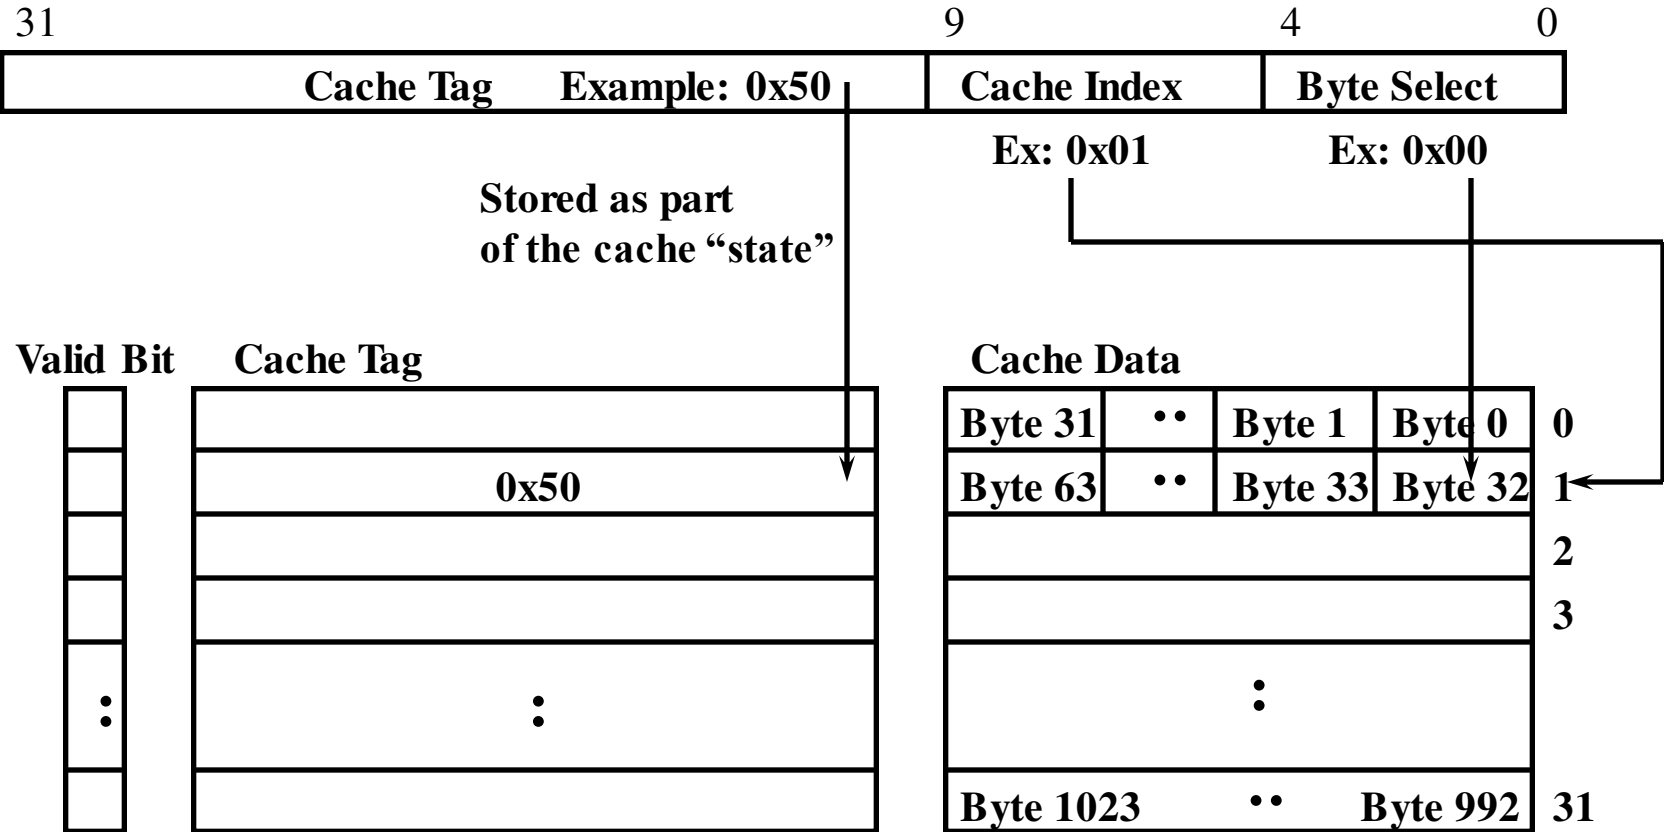 31 9 4 0
Cache Tag Example: 0x50 Cache Index Byte Select
Ex: 0x01 Ex: 0x00
Stored as part
of the cache “state”
Valid Bit Cache Tag Cache Data
Byte 31 ·· Byte 1 Byte 0 0
0x50 Byte 63 ·· Byte 33 Byte 32 1
2
3
: : :
Byte 1023 ·· Byte 992 31